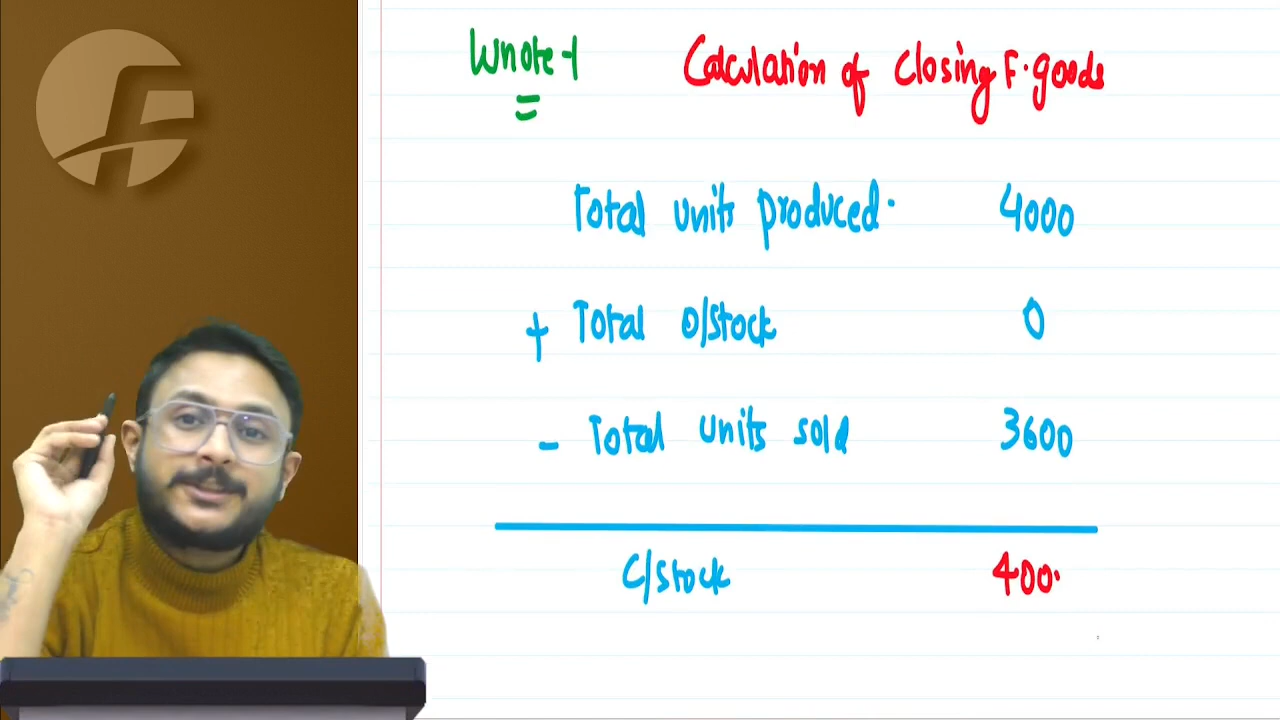 Wnote-1
Calculation of Closing F. goods
Total units produced. 4000
+ Total O/Stock 0
- Total units sold 3600
C/Stock 400.